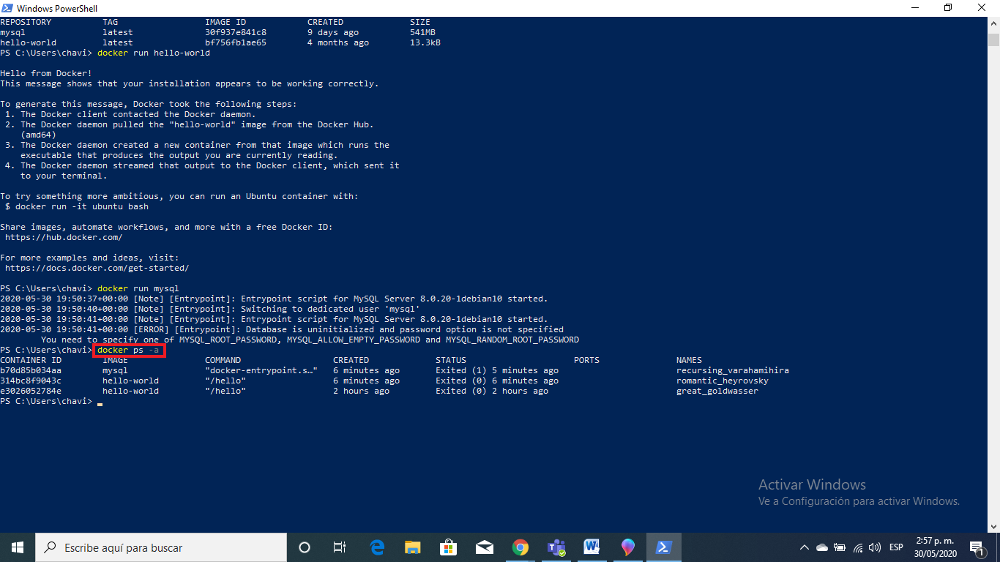 Windows PowerShell
REPOSITORY TAG IMAGE ID CREATED SIZE
mysql latest 30f937e841c8 9 days ago 541MB
hello-world latest bf756fb1ae65 4 months ago 13.3kB
PS C:\Users\chavi> docker run hello-world
Hello from Docker!
This message shows that your installation appears to be working correctly.
To generate this message, Docker took the following steps:
1. The Docker client contacted the Docker daemon.
2. The Docker daemon pulled the "hello-world" image from the Docker Hub.
(amd64)
3. The Docker daemon created a new container from that image which runs the
executable that produces the output you are currently reading.
4. The Docker daemon streamed that output to the Docker client, which sent it
to your terminal.
To try something more ambitious, you can run an Ubuntu container with:
$ docker run -it ubuntu bash
Share images, automate workflows, and more with a free Docker ID:
https://hub.docker.com/
For more examples and ideas, visit:
https://docs.docker.com/get-started/
PS C:\Users\chavi> docker run mysql
2020-05-30 19:50:37+00:00 [Note] [Entrypoint]: Entrypoint script for MySQL Server 8.0.20-1debian10 started.
2020-05-30 19:50:40+00:00 [Note] [Entrypoint]: Switching to dedicated user 'mysql'
2020-05-30 19:50:41+00:00 [Note] [Entrypoint]: Entrypoint script for MySQL Server 8.0.20-1debian10 started.
2020-05-30 19:50:41+00:00 [ERROR] [Entrypoint]: Database is uninitialized and password option is not specified
You need to specify one of MYSQL_ROOT_PASSWORD, MYSQL_ALLOW_EMPTY_PASSWORD and MYSQL_RANDOM_ROOT_PASSWORD
PS C:\Users\chavi> docker ps -a
CONTAINER ID IMAGE COMMAND CREATED STATUS PORTS NAMES
b70d85b034aa mysql "docker-entrypoint.s…" 6 minutes ago Exited (1) 5 minutes ago recursing_varahamihira
314bc8f9043c hello-world "/hello" 6 minutes ago Exited (0) 6 minutes ago romantic_heyrovsky
e3026052784e hello-world "/hello" 2 hours ago Exited (0) 2 hours ago great_goldwasser
PS C:\Users\chavi>
Activar Windows
Ve a Configuración para activar Windows.
Escribe aquí para buscar
ESP
2:57 p. m.
30/05/2020
1